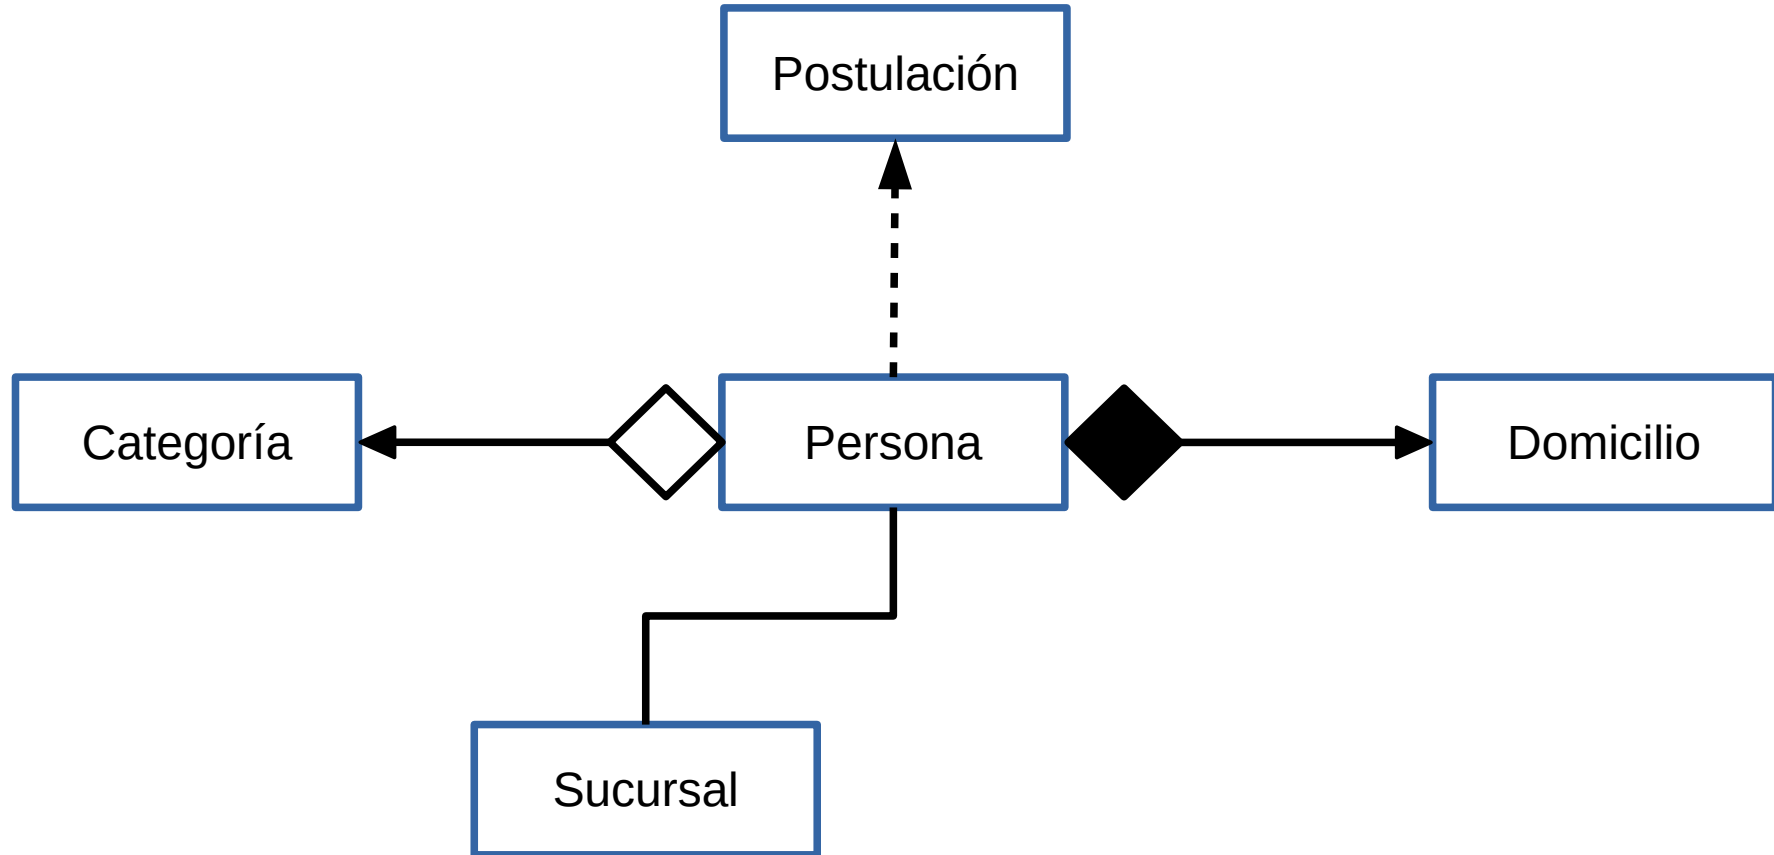 Postulación
Categoría
Persona
Domicilio
Sucursal